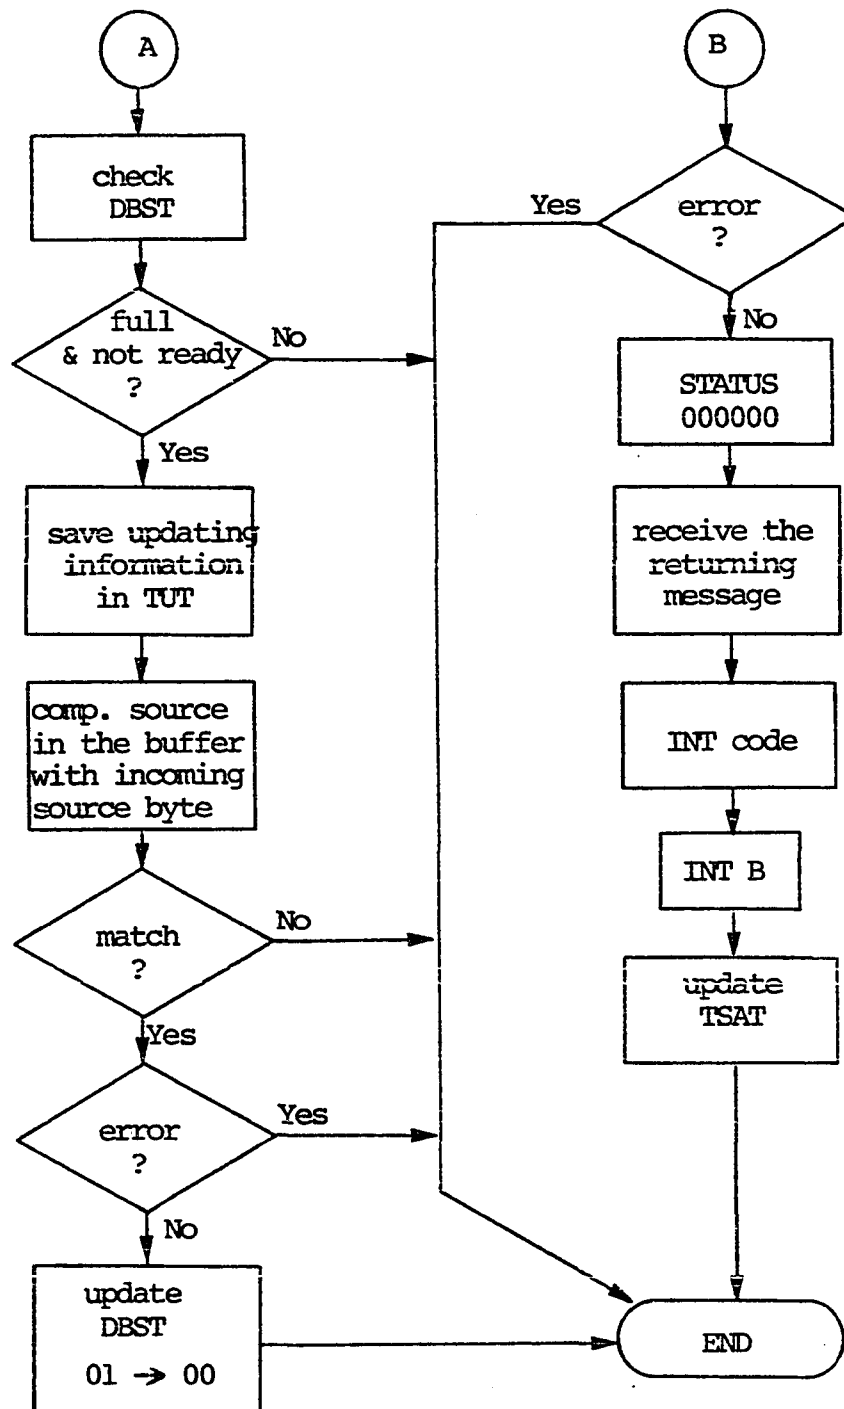 A
check
DBST
full
& not ready
?
No
Yes
save updating
information
in TUT
comp. source
in the buffer
with incoming
source byte
match
?
No
Yes
error
?
Yes
No
update
DBST
01 → 00
B
error
?
Yes
No
STATUS
000000
receive the
returning
message
INT code
INT B
update
TSAT
END